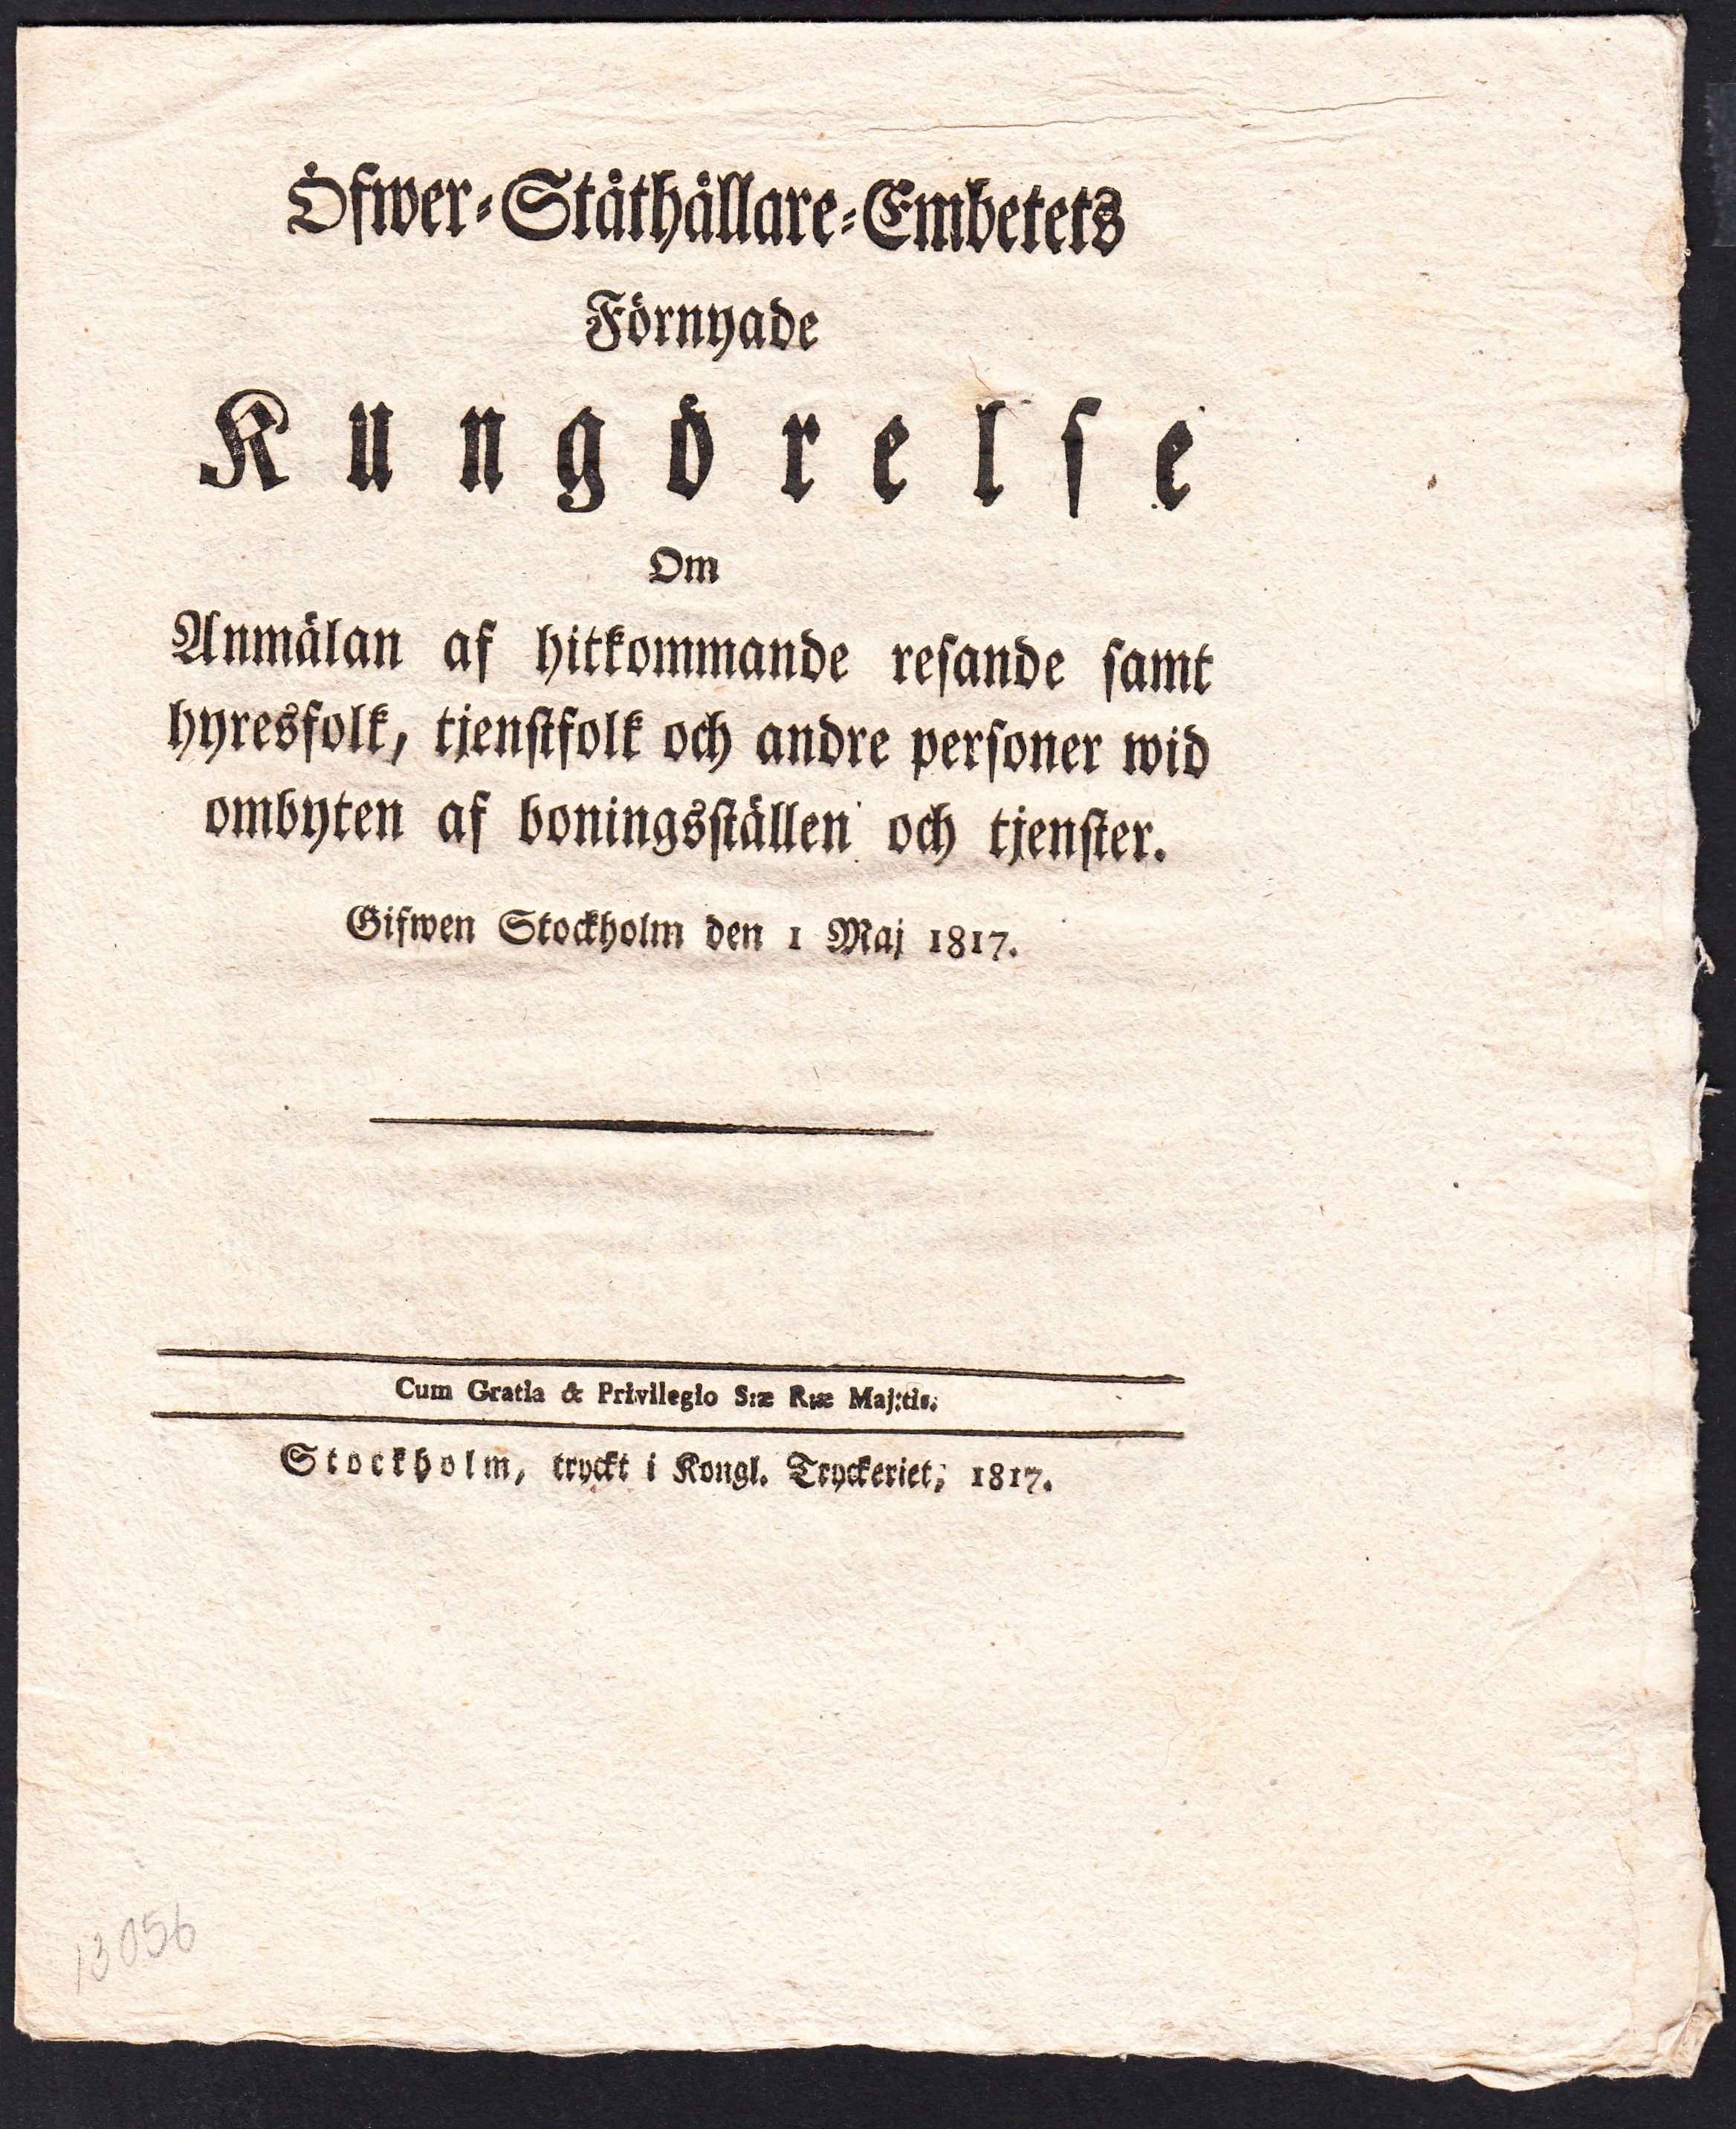 Öfwer-Ståthållare-Embetets
Förnyade
Kungörelse
Om
Anmälan af hitkommande resande samt
hyresfolk, tjenstfolk och andre personer wid
ombyten af boningsställen och tjenster.
Gifwen Stockholm den 1 Maj 1817.
Cum Gratia & Privilegio S:æ R:æ Maj:tis.
Stockholm, tryckt i Kongl. Tryckeriet, 1817.
13056